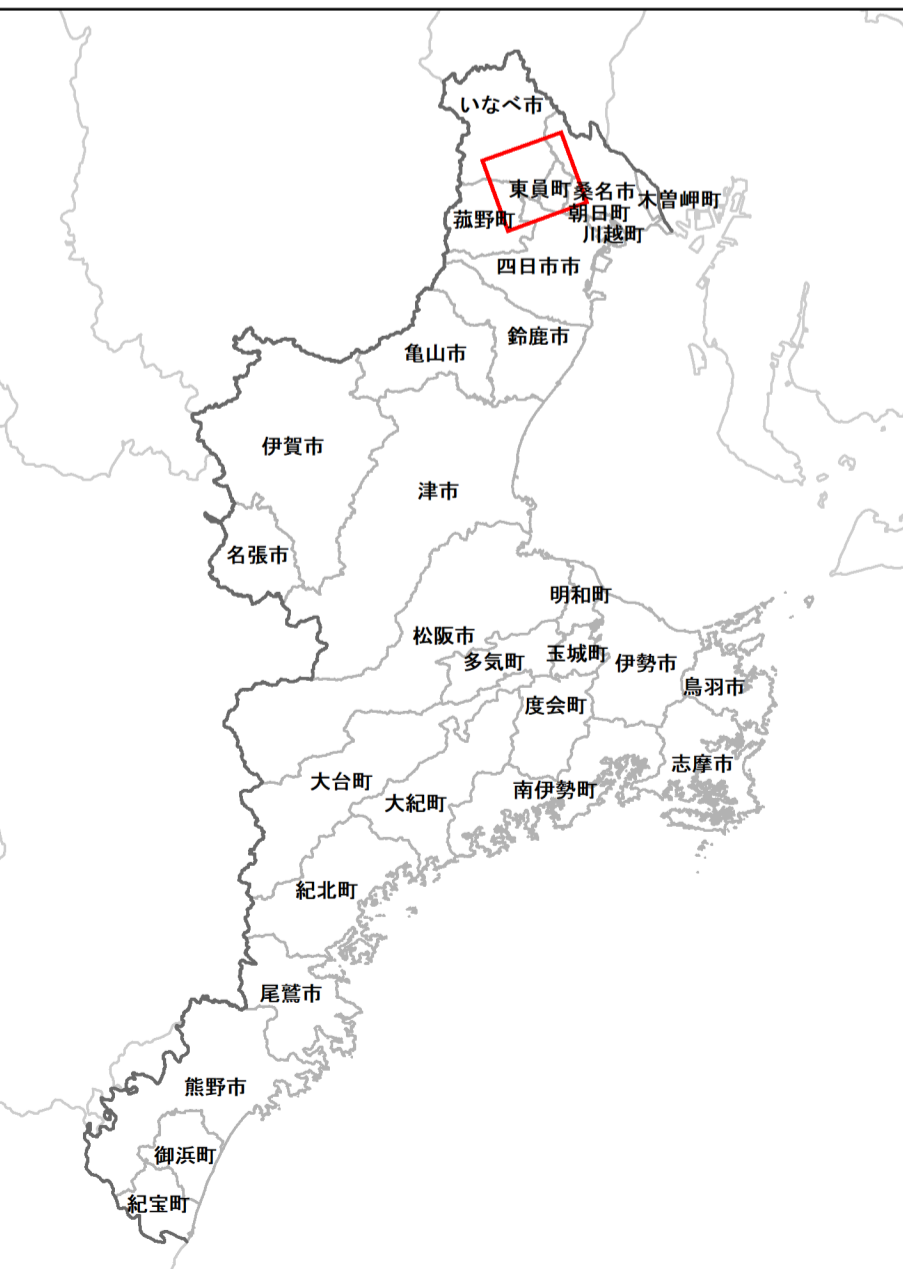 いなべ市
東員町
桑名市
木曽岬町
菰野町
朝日町
川越町
四日市市
鈴鹿市
亀山市
伊賀市
津市
名張市
明和町
松阪市
多気町
玉城町
伊勢市
鳥羽市
度会町
志摩市
大台町
大紀町
南伊勢町
紀北町
尾鷲市
熊野市
御浜町
紀宝町